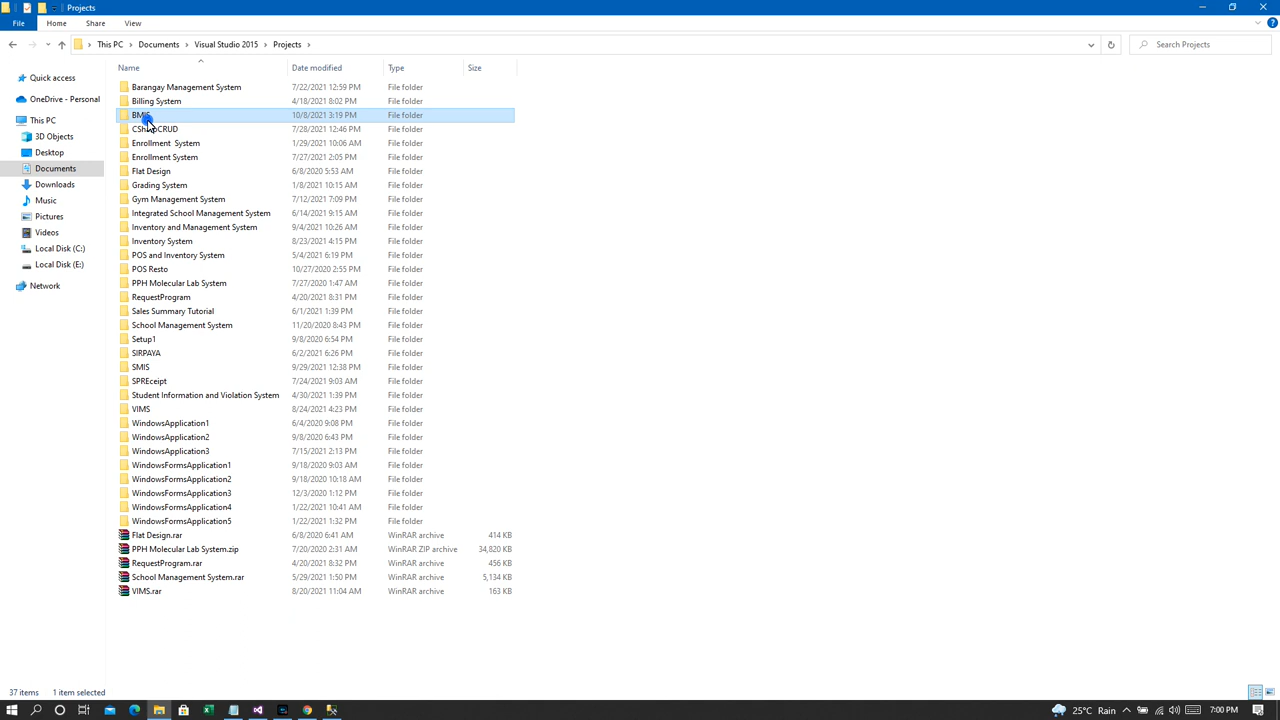 Projects
File Home Share View
This PC Documents Visual Studio 2015 Projects Search Projects
Name Date modified Type Size
Quick access
OneDrive - Personal
This PC
3D Objects
Desktop
Documents
Downloads
Music
Pictures
Videos
Local Disk (C:)
Local Disk (E:)
Network
Barangay Management System 7/22/2021 12:59 PM File folder
Billing System 4/18/2021 8:02 PM File folder
BMIS 10/8/2021 3:19 PM File folder
7/28/2021 12:46 PM File folder
Enrollment  System 1/29/2021 10:06 AM File folder
Enrollment System 7/27/2021 2:05 PM File folder
Flat Design 6/8/2020 5:53 AM File folder
Grading System 1/8/2021 10:15 AM File folder
Gym Management System 7/12/2021 7:09 PM File folder
Integrated School Management System 6/14/2021 9:15 AM File folder
Inventory and Management System 9/4/2021 10:26 AM File folder
Inventory System 8/23/2021 4:15 PM File folder
POS and Inventory System 5/4/2021 6:19 PM File folder
POS Resto 10/27/2020 2:55 PM File folder
PPH Molecular Lab System 7/27/2020 1:47 AM File folder
RequestProgram 4/20/2021 8:31 PM File folder
Sales Summary Tutorial 6/1/2021 1:39 PM File folder
School Management System 11/20/2020 8:43 PM File folder
Setup1 9/8/2020 6:54 PM File folder
SIRPAYA 6/2/2021 6:26 PM File folder
SMIS 9/29/2021 12:38 PM File folder
SPREceipt 7/24/2021 9:03 AM File folder
Student Information and Violation System 4/30/2021 1:39 PM File folder
VIMS 8/24/2021 4:23 PM File folder
WindowsApplication1 6/4/2020 9:08 PM File folder
WindowsApplication2 9/8/2020 6:43 PM File folder
WindowsApplication3 7/15/2021 2:13 PM File folder
WindowsFormsApplication1 9/18/2020 9:03 AM File folder
WindowsFormsApplication2 9/18/2020 10:18 AM File folder
WindowsFormsApplication3 12/3/2020 1:12 PM File folder
WindowsFormsApplication4 1/22/2021 10:41 AM File folder
WindowsFormsApplication5 1/22/2021 1:32 PM File folder
Flat Design.rar 6/8/2020 6:41 AM WinRAR archive 414 KB
PPH Molecular Lab System.zip 7/20/2020 2:31 AM WinRAR ZIP archive 34,820 KB
RequestProgram.rar 4/20/2021 8:32 PM WinRAR archive 456 KB
School Management System.rar 5/29/2021 1:50 PM WinRAR archive 5,134 KB
VIMS.rar 8/20/2021 11:04 AM WinRAR archive 163 KB
37 items 1 item selected
25°C Rain 7:00 PM